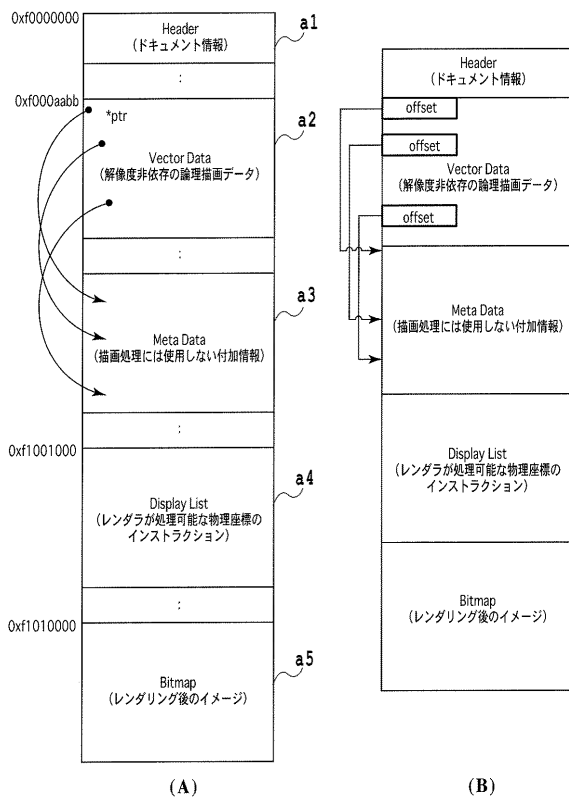 0xf0000000
Header
(ドキュメント情報)
a1
:
0xf000aabb
*ptr
a2
Vector Data
(解像度非依存の論理描画データ)
:
a3
Meta Data
(描画処理には使用しない付加情報)
:
0xf1001000
a4
Display List
(レンダラが処理可能な物理座標の
インストラクション)
:
0xf1010000
a5
Bitmap
(レンダリング後のイメージ)
(A)
Header
(ドキュメント情報)
offset
offset
Vector Data
(解像度非依存の論理描画データ)
offset
Meta Data
(描画処理には使用しない付加情報)
Display List
(レンダラが処理可能な物理座標の
インストラクション)
Bitmap
(レンダリング後のイメージ)
(B)